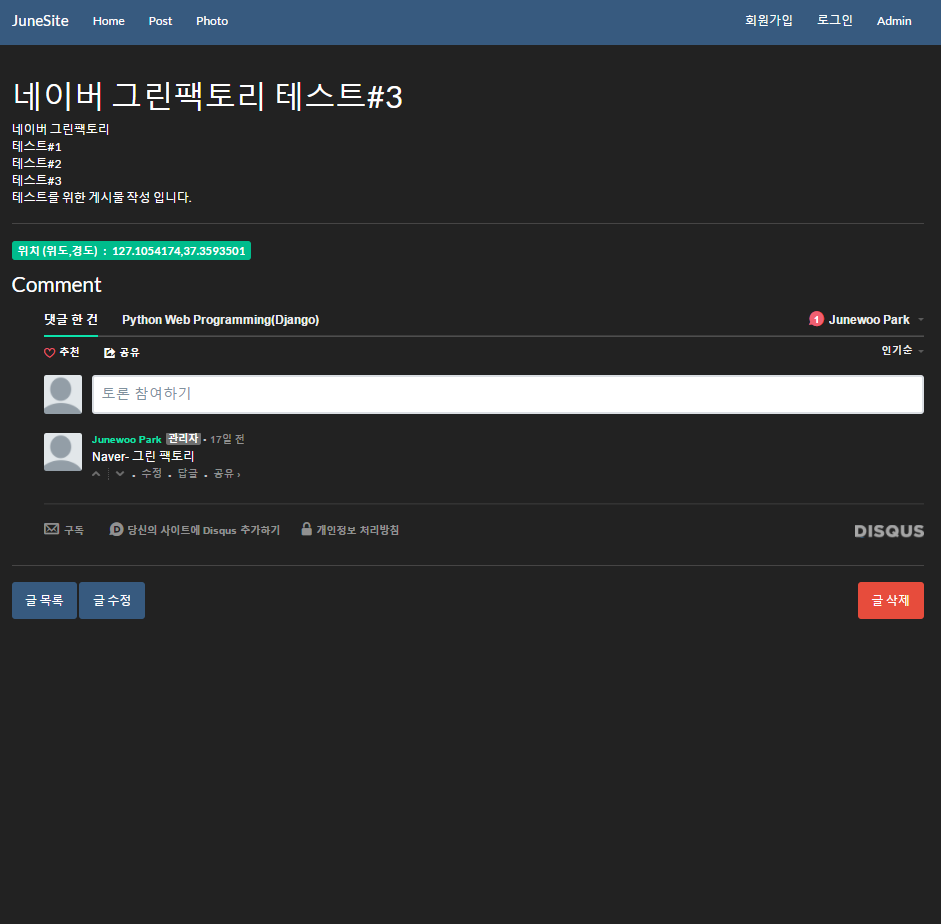 JuneSite Home Post Photo 회원가입 로그인 Admin
네이버 그린팩토리 테스트#3
네이버 그린팩토리
테스트#1
테스트#2
테스트#3
테스트를 위한 게시물 작성 입니다.
위치 (위도,경도) : 127.1054174,37.3593501
Comment
댓글 한 건 Python Web Programming(Django) 1 Junewoo Park
추천 공유 인기순
토론 참여하기
Junewoo Park 관리자 • 17일 전
Naver- 그린 팩토리
• 수정 • 답글 • 공유 ›
구독 D 당신의 사이트에 Disqus 추가하기 개인정보 처리방침 DISQUS
글 목록 글 수정 글 삭제